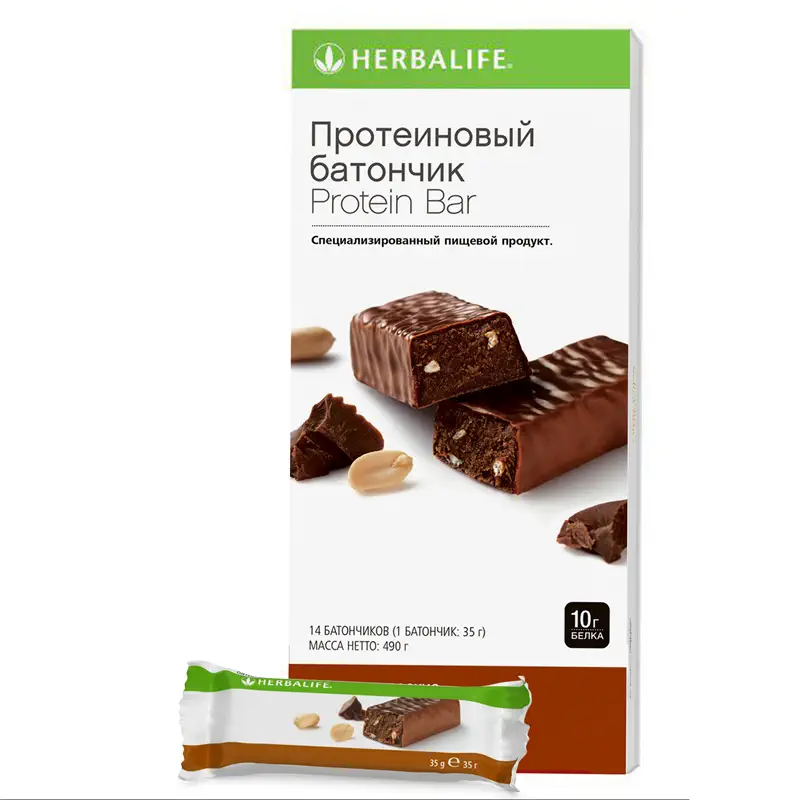 HERBALIFE®
Протеиновый
батончик
Protein Bar
Специализированный пищевой продукт.
14 БАТОНЧИКОВ (1 БАТОНЧИК: 35 г)
МАССА НЕТТО: 490 г
10г
БЕЛКА
HERBALIFE
35 g ℮ 35 г